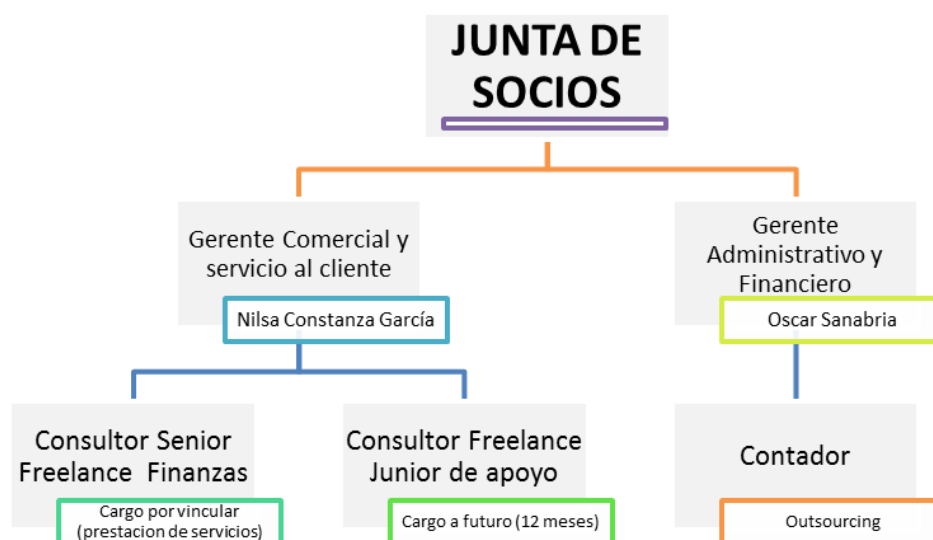 JUNTA DE
SOCIOS
Gerente Comercial y
servicio al cliente
Nilsa Constanza García
Gerente
Administrativo y
Financiero
Oscar Sanabria
Consultor Senior
Freelance Finanzas
Cargo por vincular
(prestacion de servicios)
Consultor Freelance
Junior de apoyo
Cargo a futuro (12 meses)
Contador
Outsourcing